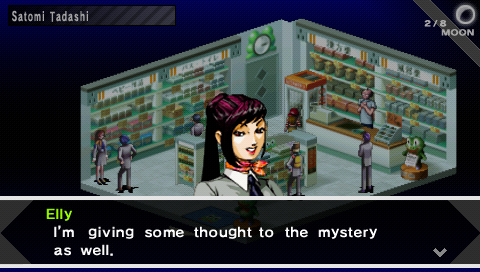 Satomi Tadashi
2/8
MOON
Elly
I'm giving some thought to the mystery
as well.